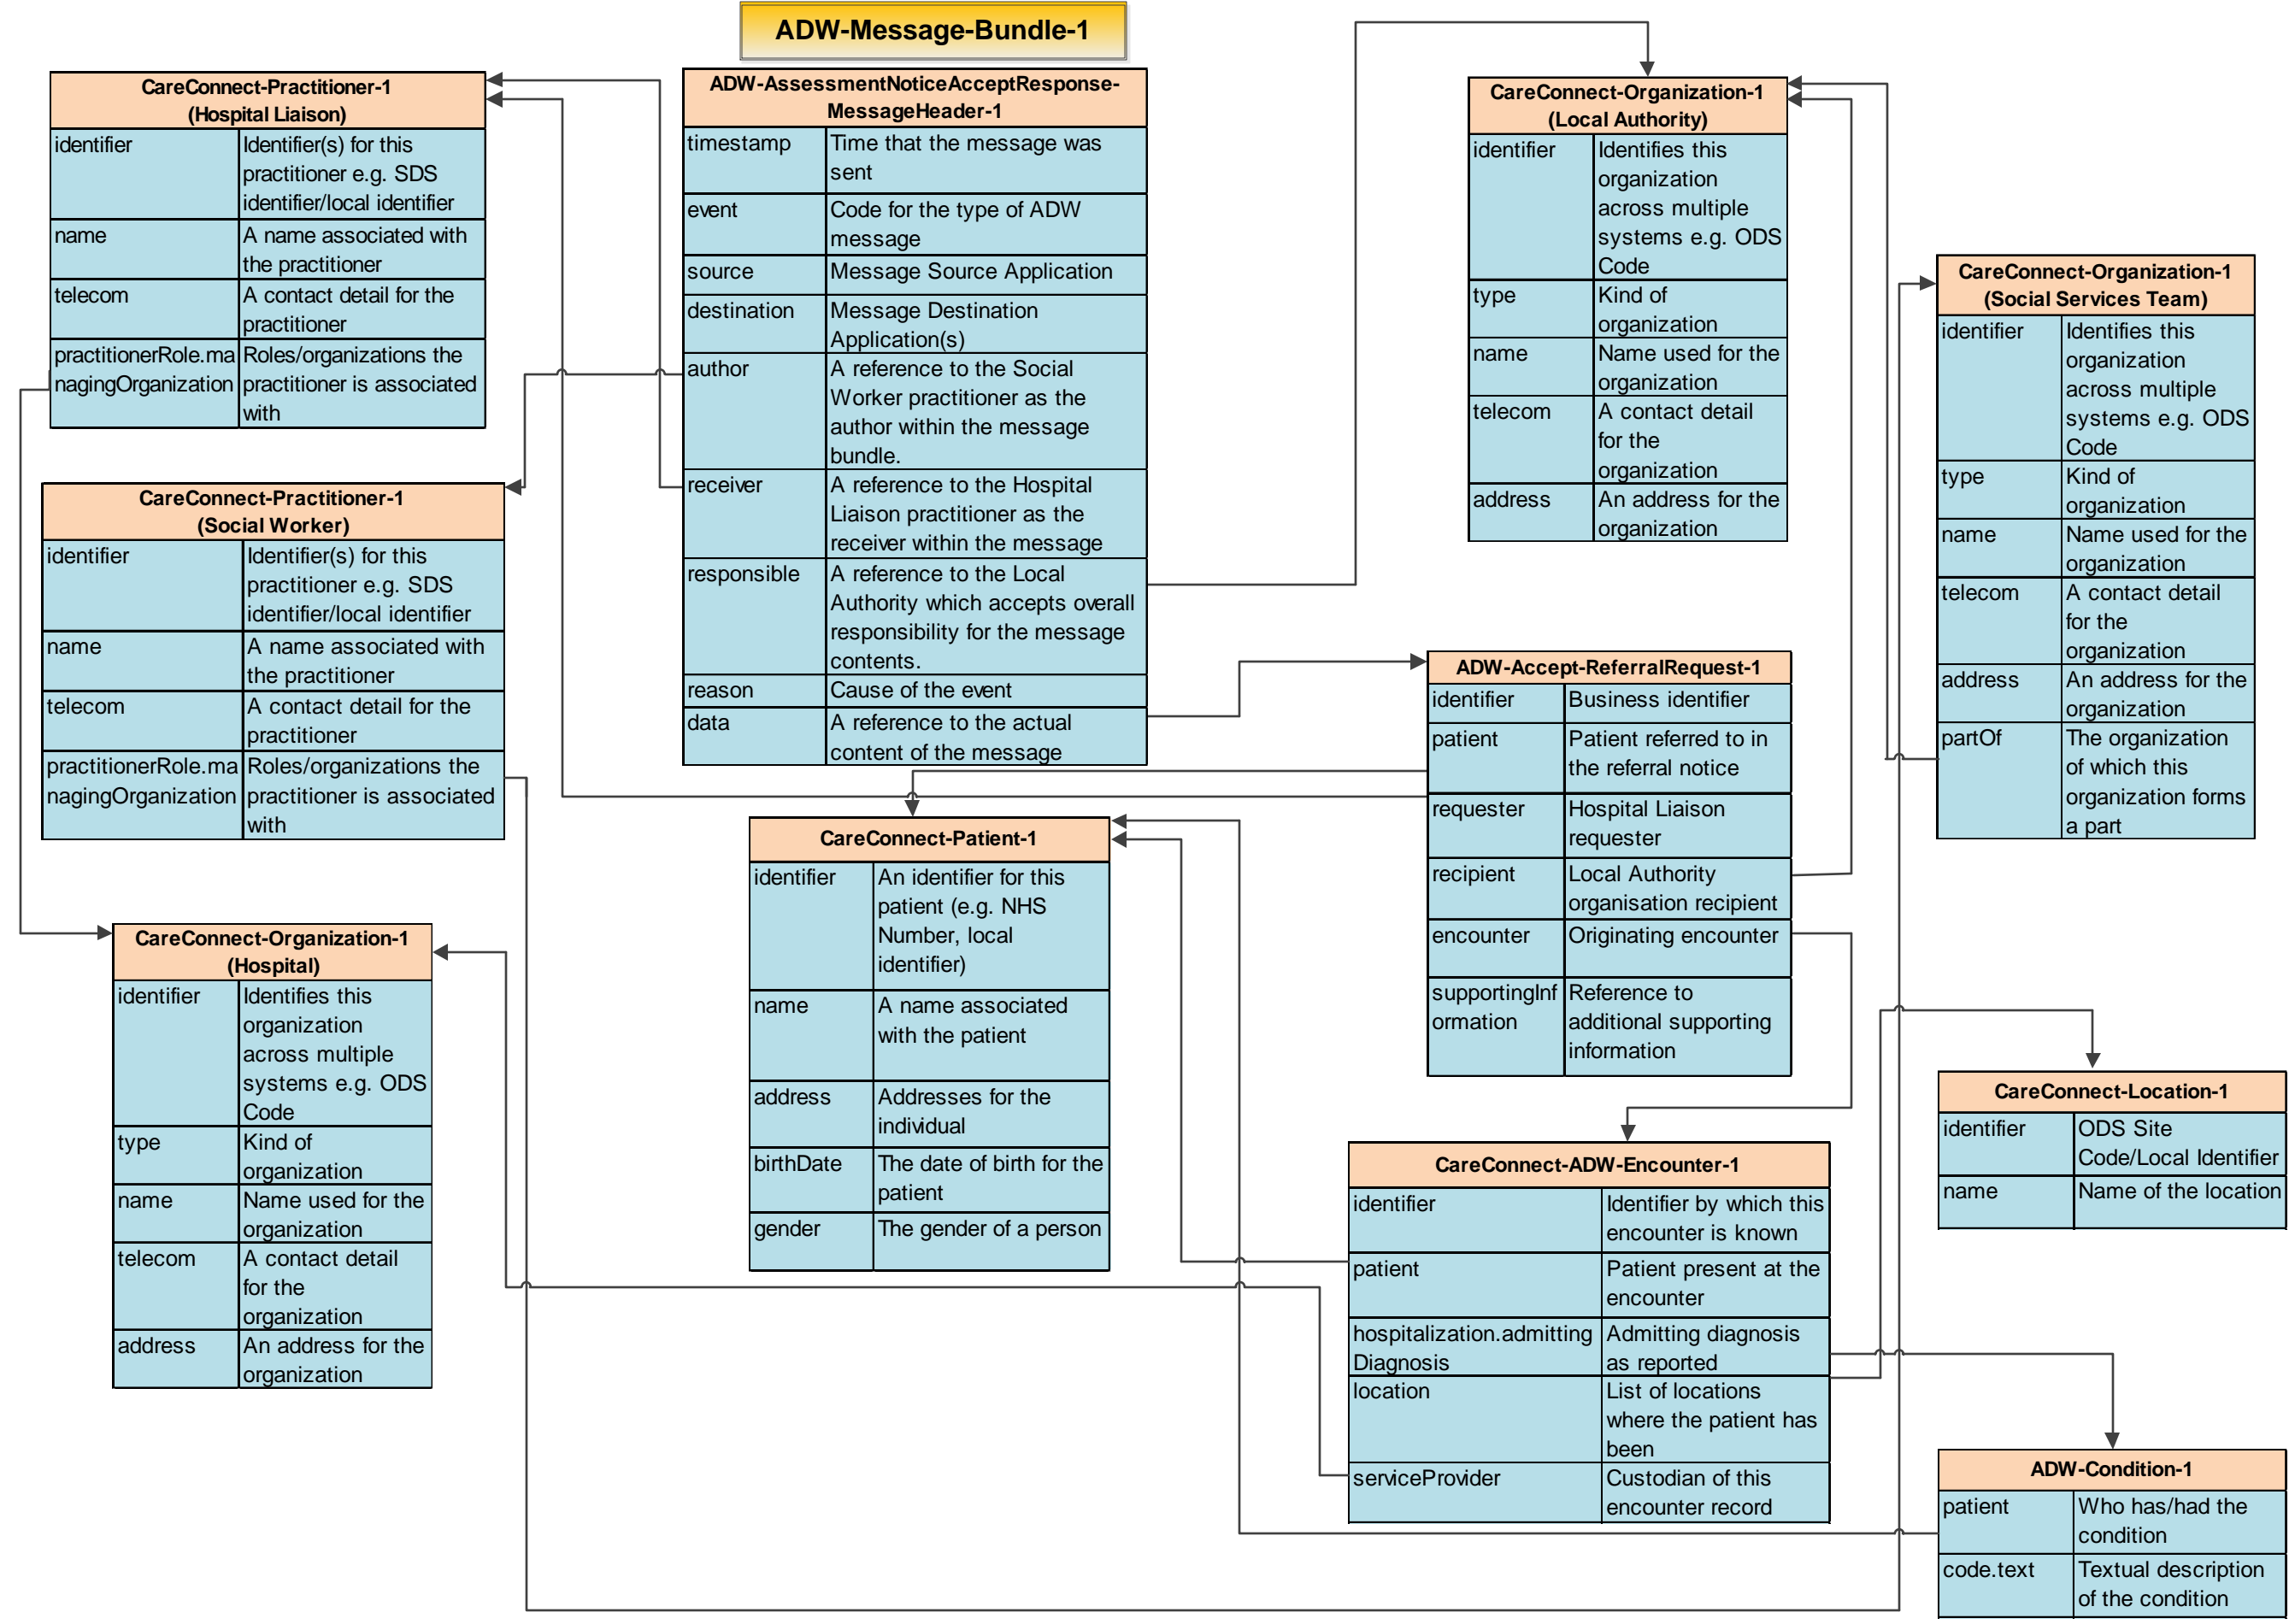 ADW-Message-Bundle-1
CareConnect-Practitioner-1
(Hospital Liaison)
identifier
Identifier(s) for this
practitioner e.g. SDS
identifier/local identifier
name
A name associated with
the practitioner
telecom
A contact detail for the
practitioner
practitionerRole.ma
nagingOrganization
Roles/organizations the
practitioner is associated
with
ADW-AssessmentNoticeAcceptResponse-
MessageHeader-1
timestamp
Time that the message was
sent
event
Code for the type of ADW
message
source
Message Source Application
destination
Message Destination
Application(s)
author
A reference to the Social
Worker practitioner as the
author within the message
bundle.
receiver
A reference to the Hospital
Liaison practitioner as the
receiver within the message
responsible
A reference to the Local
Authority which accepts overall
responsibility for the message
contents.
reason
Cause of the event
data
A reference to the actual
content of the message
CareConnect-Organization-1
(Local Authority)
identifier
Identifies this
organization
across multiple
systems e.g. ODS
Code
type
Kind of
organization
name
Name used for the
organization
telecom
A contact detail
for the
organization
address
An address for the
organization
CareConnect-Organization-1
(Social Services Team)
identifier
Identifies this
organization
across multiple
systems e.g. ODS
Code
type
Kind of
organization
name
Name used for the
organization
telecom
A contact detail
for the
organization
address
An address for the
organization
partOf
The organization
of which this
organization forms
a part
CareConnect-Practitioner-1
(Social Worker)
identifier
Identifier(s) for this
practitioner e.g. SDS
identifier/local identifier
name
A name associated with
the practitioner
telecom
A contact detail for the
practitioner
practitionerRole.ma
nagingOrganization
Roles/organizations the
practitioner is associated
with
ADW-Accept-ReferralRequest-1
identifier
Business identifier
patient
Patient referred to in
the referral notice
requester
Hospital Liaison
requester
recipient
Local Authority
organisation recipient
encounter
Originating encounter
supportingInf
ormation
Reference to
additional supporting
information
CareConnect-Patient-1
identifier
An identifier for this
patient (e.g. NHS
Number, local
identifier)
name
A name associated
with the patient
address
Addresses for the
individual
birthDate
The date of birth for the
patient
gender
The gender of a person
CareConnect-Organization-1
(Hospital)
identifier
Identifies this
organization
across multiple
systems e.g. ODS
Code
type
Kind of
organization
name
Name used for the
organization
telecom
A contact detail
for the
organization
address
An address for the
organization
CareConnect-Location-1
identifier
ODS Site
Code/Local Identifier
name
Name of the location
CareConnect-ADW-Encounter-1
identifier
Identifier by which this
encounter is known
patient
Patient present at the
encounter
hospitalization.admitting
Diagnosis
Admitting diagnosis
as reported
location
List of locations
where the patient has
been
serviceProvider
Custodian of this
encounter record
ADW-Condition-1
patient
Who has/had the
condition
code.text
Textual description
of the condition